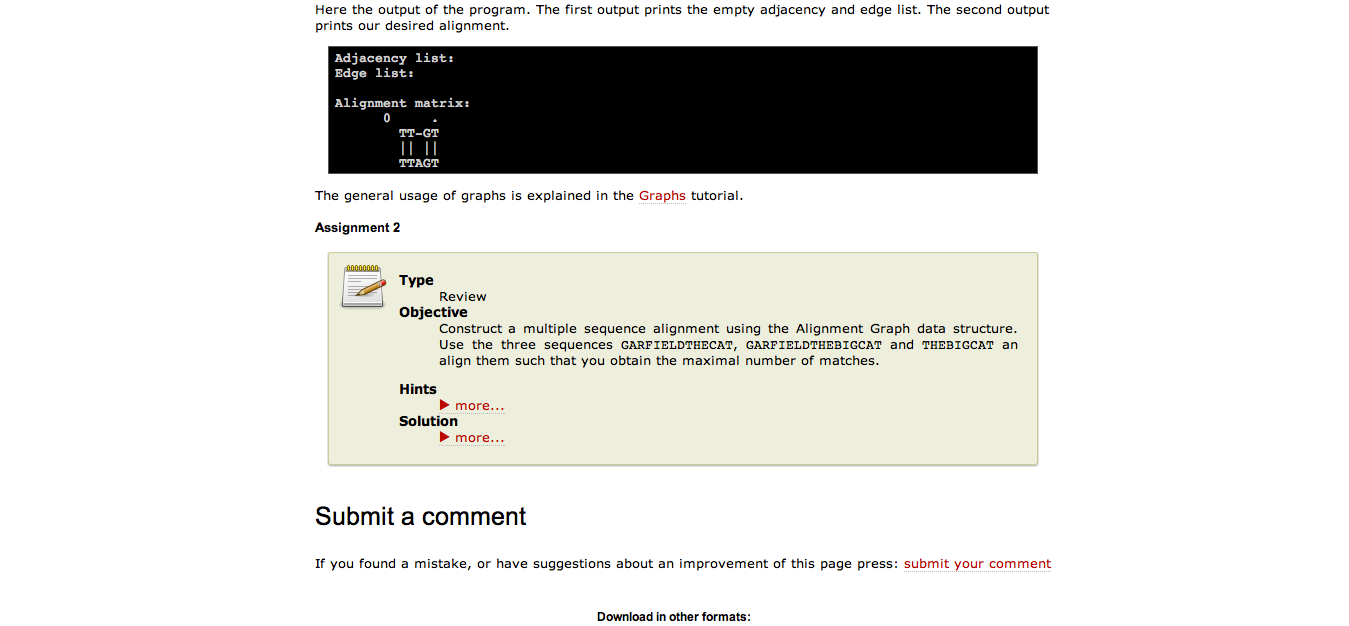 Here the output of the program. The first output prints the empty adjacency and edge list. The second output
prints our desired alignment.
Adjacency list:
Edge list:
Alignment matrix:
0     .
TT-GT
|| ||
TTAGT
The general usage of graphs is explained in the Graphs tutorial.
Assignment 2
Type
Review
Objective
Construct a multiple sequence alignment using the Alignment Graph data structure.
Use the three sequences GARFIELDTHECAT, GARFIELDTHEBIGCAT and THEBIGCAT an
align them such that you obtain the maximal number of matches.
Hints
more...
Solution
more...
Submit a comment
If you found a mistake, or have suggestions about an improvement of this page press: submit your comment
Download in other formats: